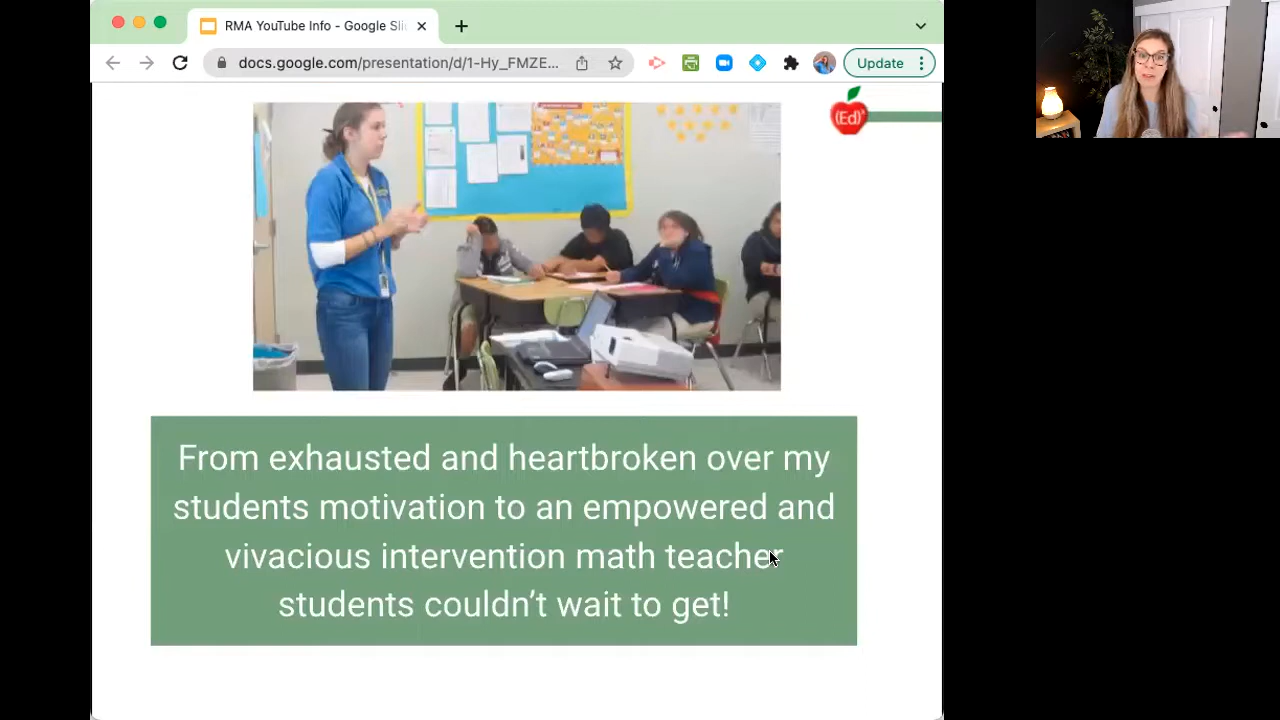 RMA YouTube Info - Google Sli
docs.google.com/presentation/d/1-Hy_FMZE...
Update
(Ed)³
From exhausted and heartbroken over my
students motivation to an empowered and
vivacious intervention math teacher
students couldn't wait to get!